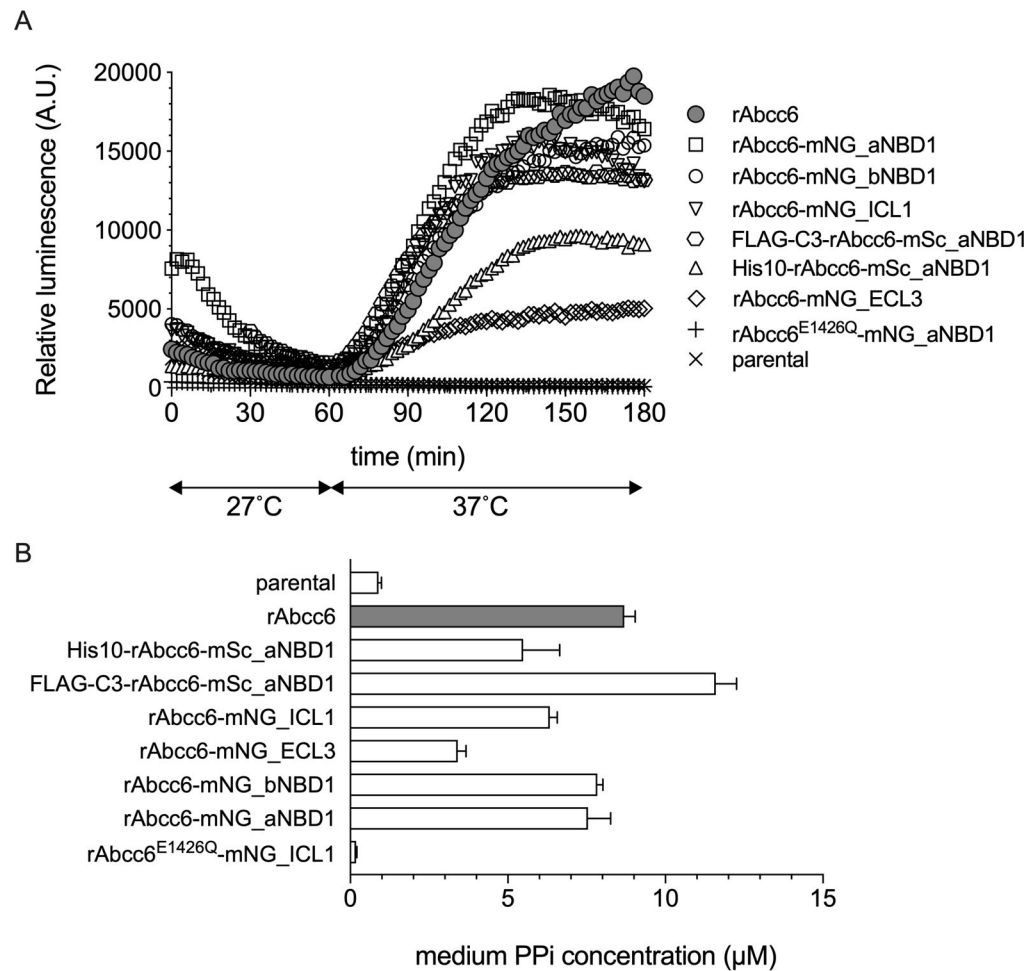 A
Relative luminescence (A.U.)
20000
15000
10000
5000
0
0 30 60 90 120 150 180
time (min)
27˚C 37˚C
rAbcc6
rAbcc6-mNG_aNBD1
rAbcc6-mNG_bNBD1
rAbcc6-mNG_ICL1
FLAG-C3-rAbcc6-mSc_aNBD1
His10-rAbcc6-mSc_aNBD1
rAbcc6-mNG_ECL3
rAbcc6E1426Q-mNG_aNBD1
parental
B
parental
rAbcc6
His10-rAbcc6-mSc_aNBD1
FLAG-C3-rAbcc6-mSc_aNBD1
rAbcc6-mNG_ICL1
rAbcc6-mNG_ECL3
rAbcc6-mNG_bNBD1
rAbcc6-mNG_aNBD1
rAbcc6E1426Q-mNG_ICL1
0 5 10 15
medium PPi concentration (µM)